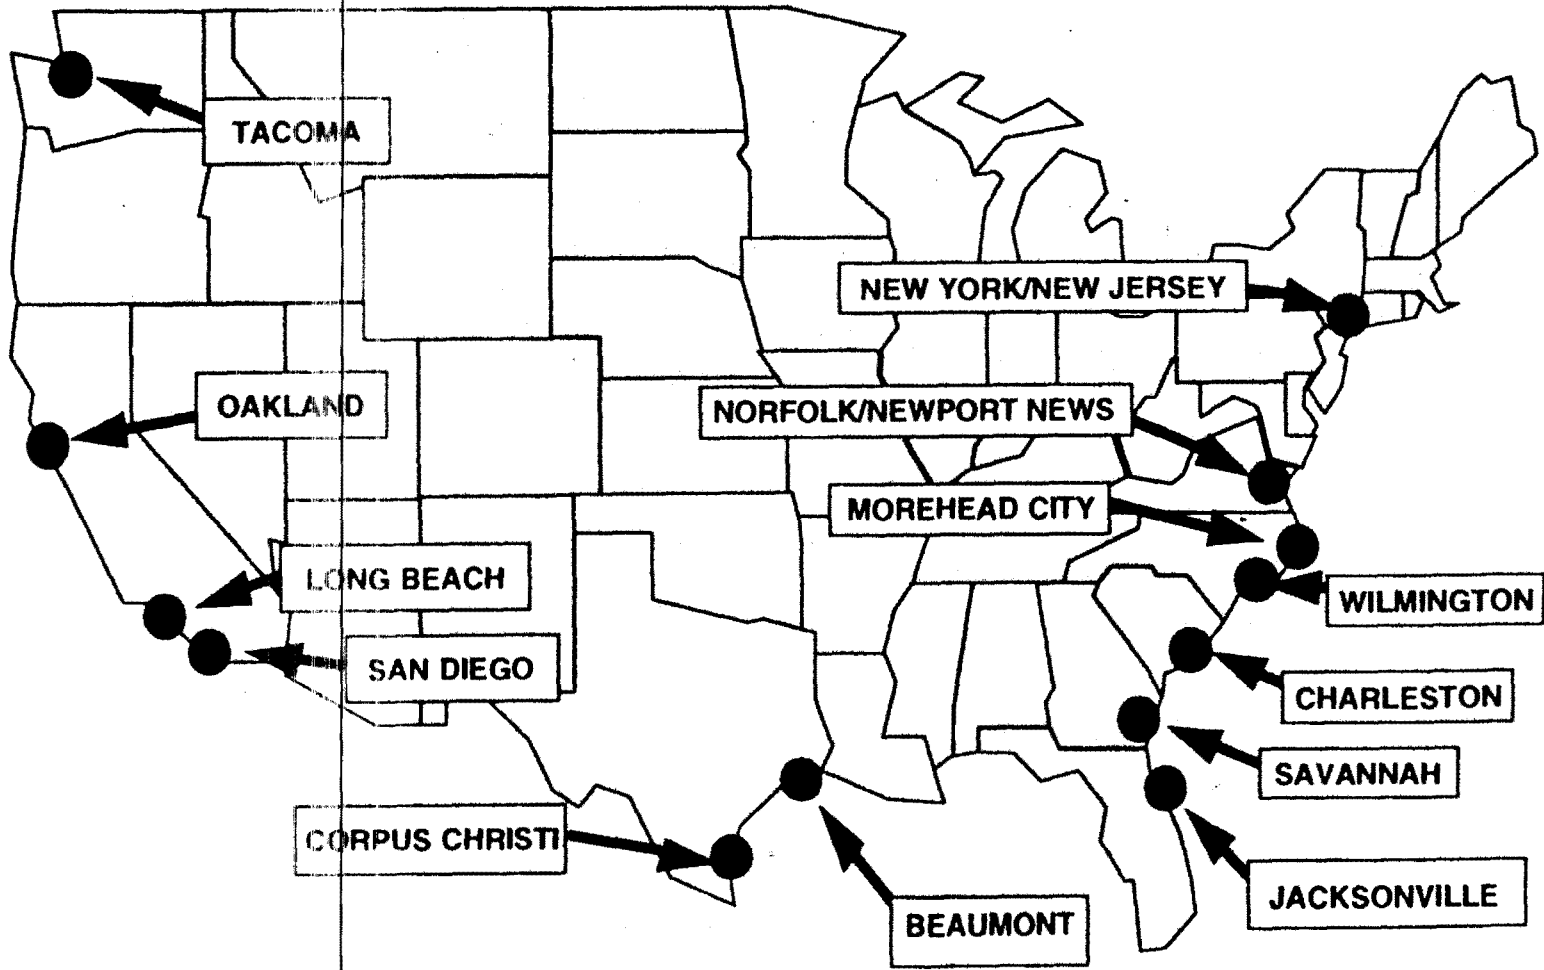 TACOMA
NEW YORK/NEW JERSEY
OAKLAND
NORFOLK/NEWPORT NEWS
MOREHEAD CITY
LONG BEACH
WILMINGTON
SAN DIEGO
CHARLESTON
SAVANNAH
CORPUS CHRISTI
JACKSONVILLE
BEAUMONT